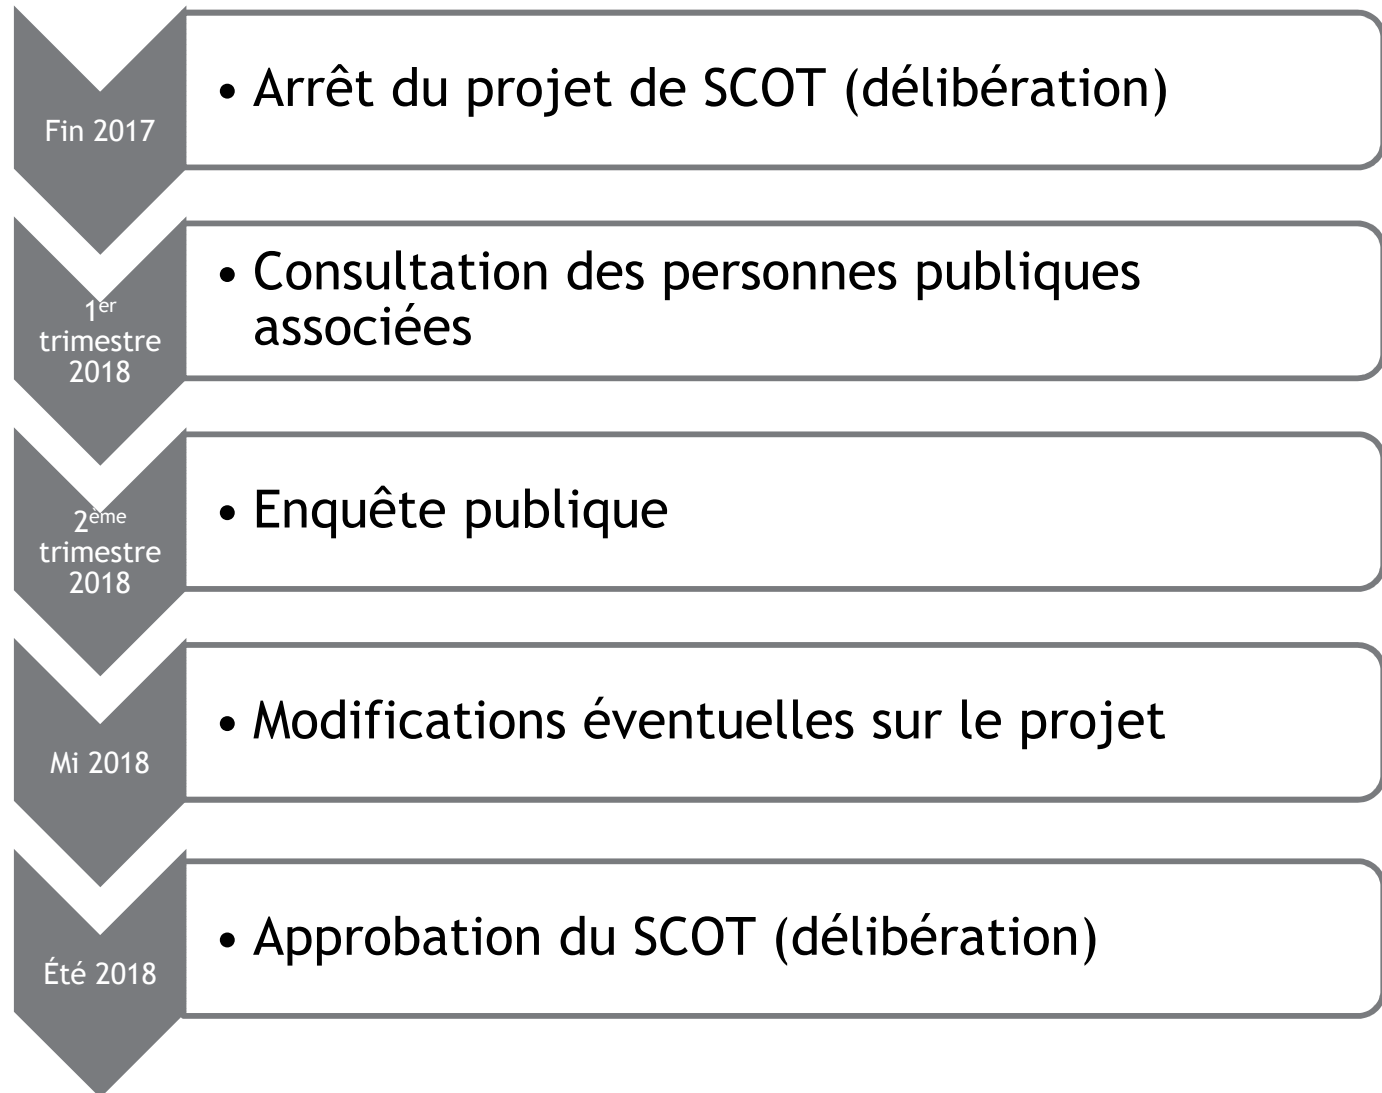 Fin 2017
• Arrêt du projet de SCOT (délibération)
1er
trimestre
2018
• Consultation des personnes publiques
associées
2ème
trimestre
2018
• Enquête publique
Mi 2018
• Modifications éventuelles sur le projet
Été 2018
• Approbation du SCOT (délibération)